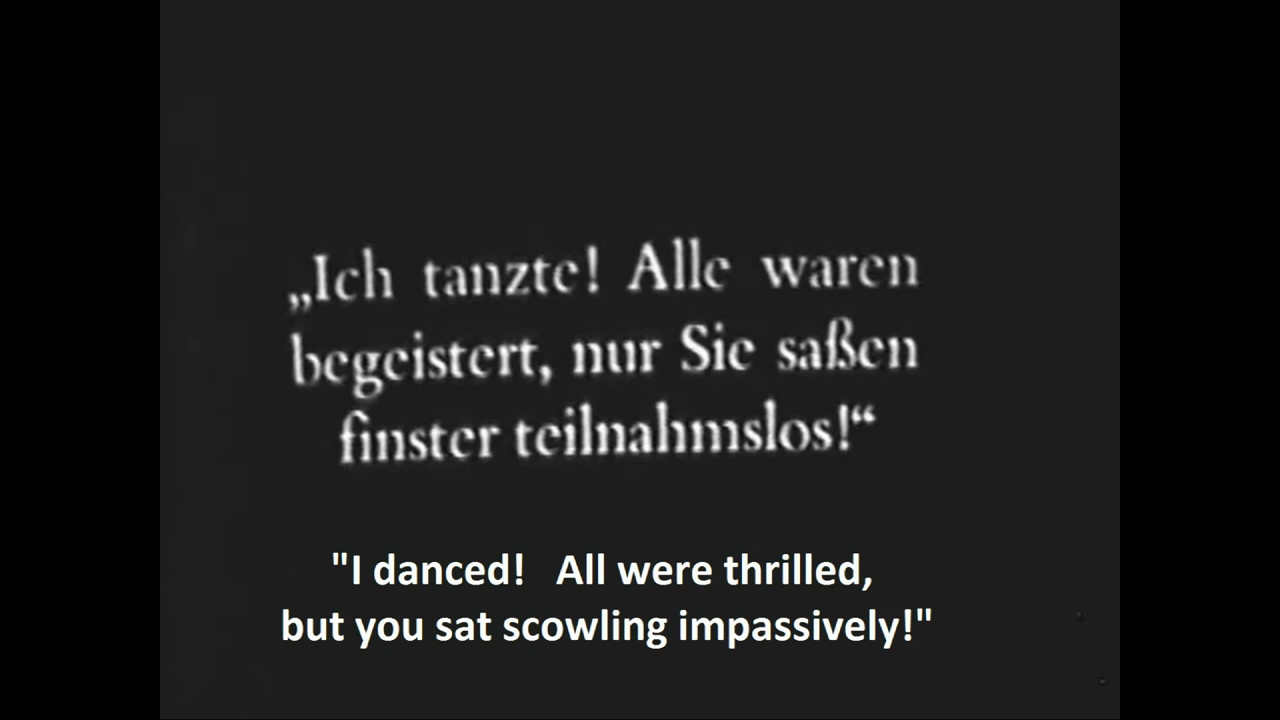 „Ich tanzte! Alle waren
begeistert, nur Sie saßen
finster teilnahmslos!“
"I danced! All were thrilled,
but you sat scowling impassively!"